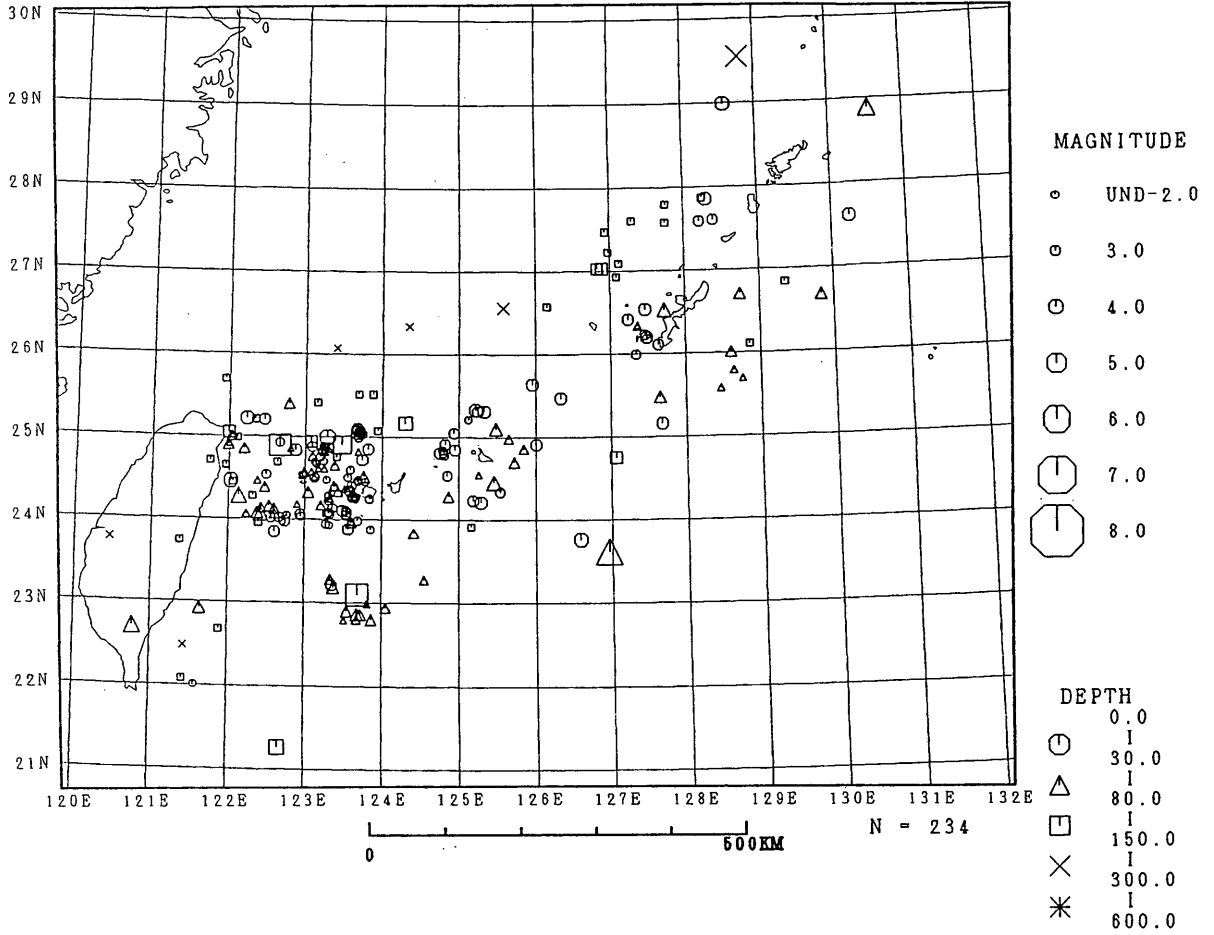 30N
29N
28N
27N
26N
25N
24N
23N
22N
21N
120E 121E 122E 123E 124E 125E 126E 127E 128E 129E 130E 131E 132E
0 500KM
N = 234
MAGNITUDE
UND-2.0
3.0
4.0
5.0
6.0
7.0
8.0
DEPTH
0.0
I
30.0
I
80.0
I
150.0
I
300.0
I
600.0